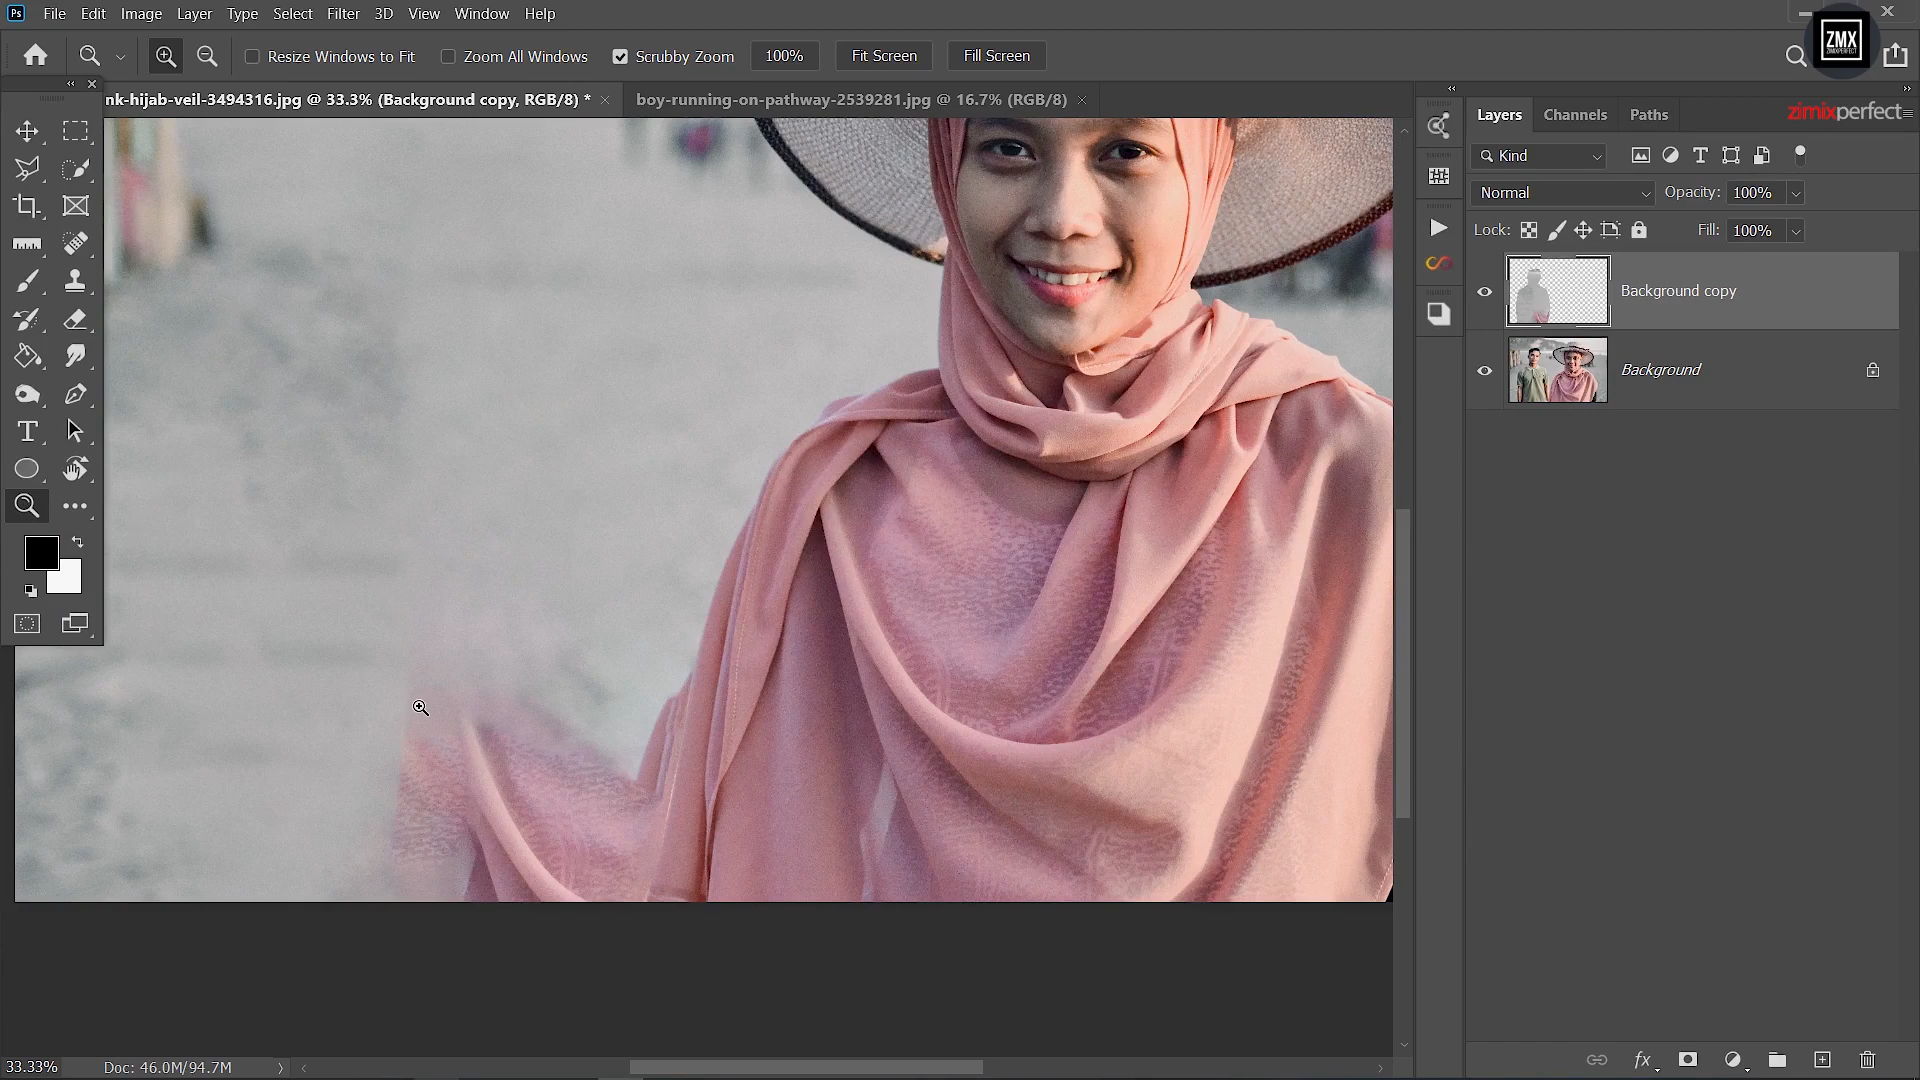 Ps File Edit Image Layer Type Select Filter 3D View Window Help
ZMX
ZIMIXPERFECT
Resize Windows to Fit Zoom All Windows Scrubby Zoom 100% Fit Screen Fill Screen
nk-hijab-veil-3494316.jpg @ 33.3% (Background copy, RGB/8) * boy-running-on-pathway-2539281.jpg @ 16.7% (RGB/8)
Layers Channels Paths zimixperfect
Kind
Normal Opacity: 100%
Lock: Fill: 100%
Background copy
Background
fx
33.33% Doc: 46.0M/94.7M